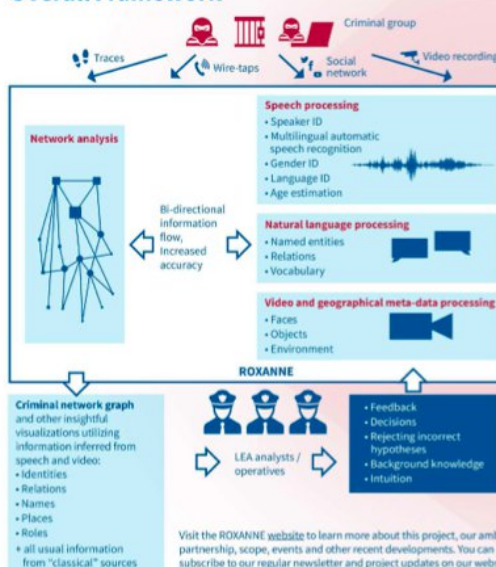 Criminal group
Traces
Wire-taps
Social
network
Video recording
Network analysis
Bi-directional
information
flow,
Increased
accuracy
Speech processing
• Speaker ID
• Multilingual automatic
speech recognition
• Gender ID
• Language ID
• Age estimation
Natural language processing
• Named entities
• Relations
• Vocabulary
Video and geographical meta-data processing
• Faces
• Objects
• Environment
ROXANNE
Criminal network graph
and other insightful
visualizations utilizing
information inferred from
speech and video:
• Identities
• Relations
• Names
• Places
• Roles
+ all usual information
from "classical" sources
LEA analysts /
operatives
• Feedback
• Decisions
• Rejecting incorrect
hypotheses
• Background knowledge
• Intuition
Visit the ROXANNE website to learn more about this project, our
partnership, scope, events and other recent developments. You can
subscribe to our regular newsletter and project updates on our